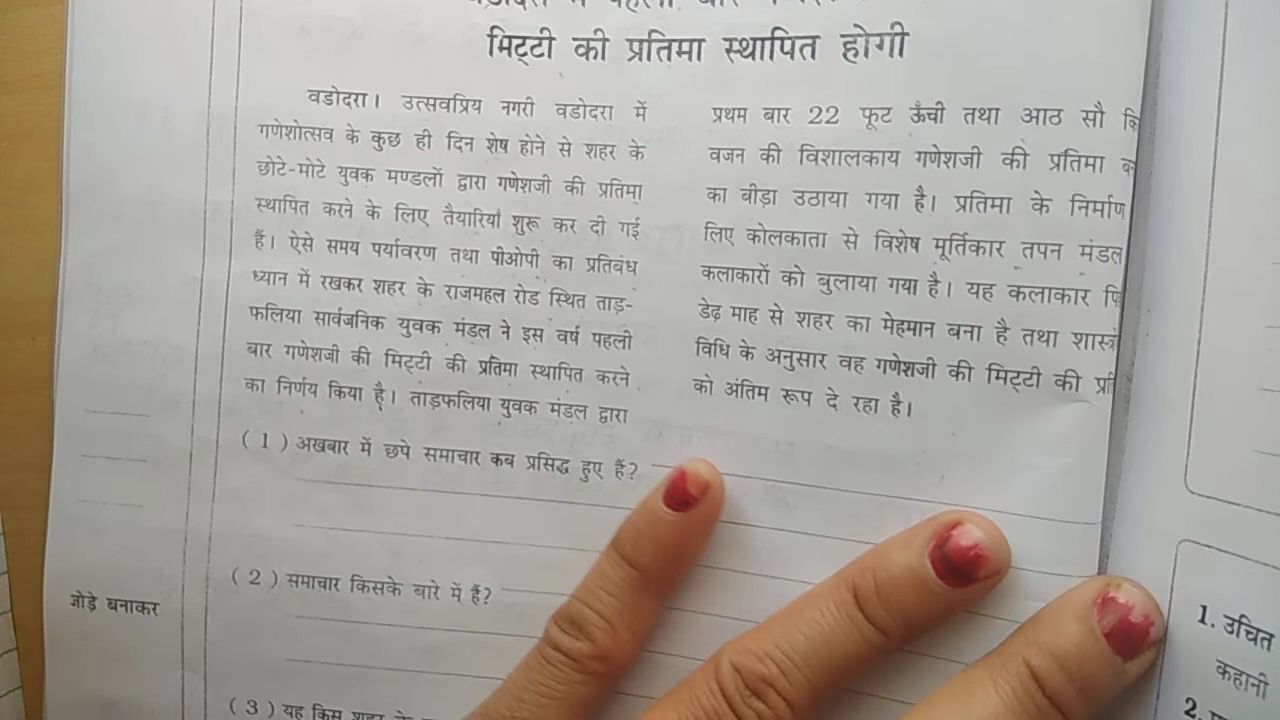 मिट्टी की प्रतिमा स्थापित होगी
वडोदरा। उत्सवप्रिय नगरी वडोदरा में
गणेशोत्सव के कुछ ही दिन शेष होने से शहर के
छोटे-मोटे युवक मण्डलों द्वारा गणेशजी की प्रतिमा
स्थापित करने के लिए तैयारियाँ शुरू कर दी गई
हैं। ऐसे समय पर्यावरण तथा पीओपी का प्रतिबंध
ध्यान में रखकर शहर के राजमहल रोड स्थित ताड़-
फलिया सार्वजनिक युवक मंडल ने इस वर्ष पहली
बार गणेशजी की मिट्टी की प्रतिमा स्थापित करने
का निर्णय किया है। ताड़फलिया युवक मंडल द्वारा
प्रथम बार 22 फूट ऊँची तथा आठ सौ
वजन की विशालकाय गणेशजी की प्रतिमा
का बीड़ा उठाया गया है। प्रतिमा के निर्माण
लिए कोलकाता से विशेष मूर्तिकार तपन मंडल
कलाकारों को बुलाया गया है। यह कलाकार
डेढ़ माह से शहर का मेहमान बना है तथा
विधि के अनुसार वह गणेशजी की मिट्टी की
को अंतिम रूप दे रहा है।
( 1 ) अखबार में छपे समाचार कब प्रसिद्ध हुए हैं?
( 2 ) समाचार किसके बारे में हैं?
( 3 ) यह किस
जोड़े बनाकर
1. उचित
कहानी
2.